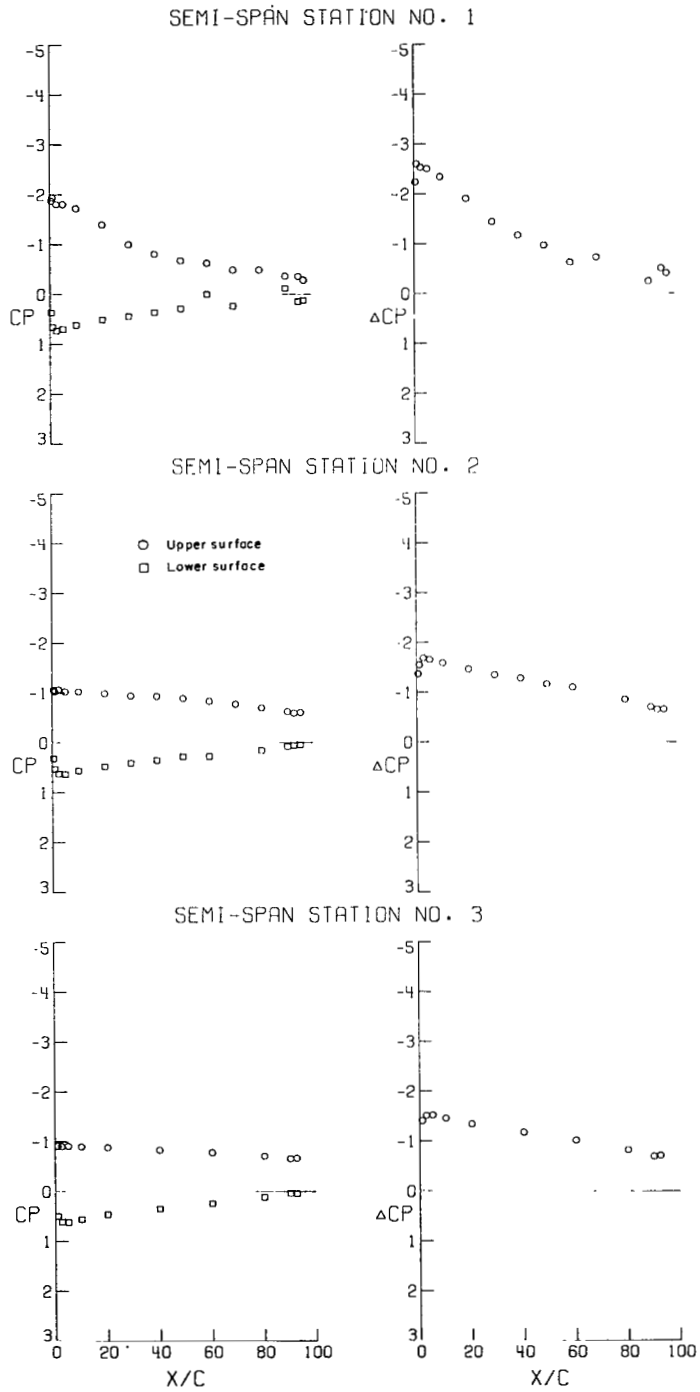 SEMI-SPAN STATION NO. 1
-5 -5
-4 -4
-3 -3
-2 -2
-1 -1
0 0
CP ΔCP
1 1
2 2
3 3
SEMI-SPAN STATION NO. 2
-5 -5
○ Upper surface
-4 -4
□ Lower surface
-3 -3
-2 -2
-1 -1
0 0
CP ΔCP
1 1
2 2
3 3
SEMI-SPAN STATION NO. 3
-5 -5
-4 -4
-3 -3
-2 -2
-1 -1
0 0
CP ΔCP
1 1
2 2
3 3
0 20 40 60 80 100 0 20 40 60 80 100
X/C X/C